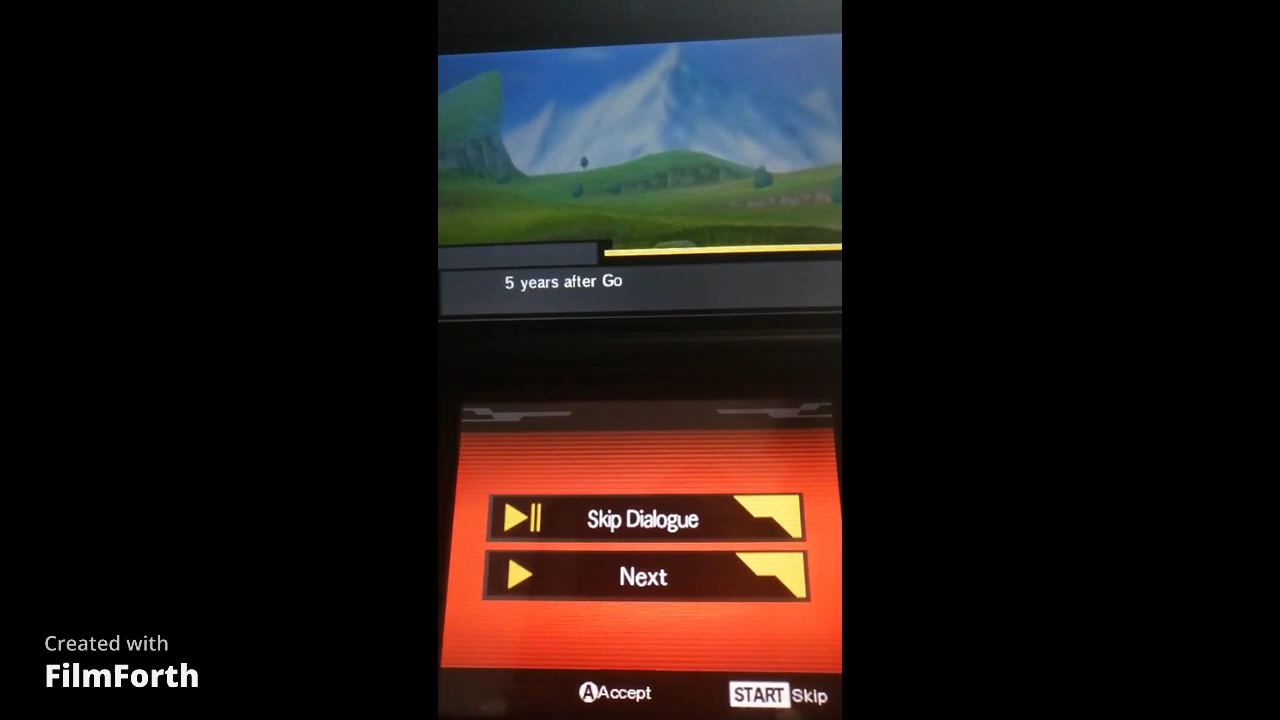 5 years after Go
Skip Dialogue
Next
A Accept
START Skip
Created with
FilmForth